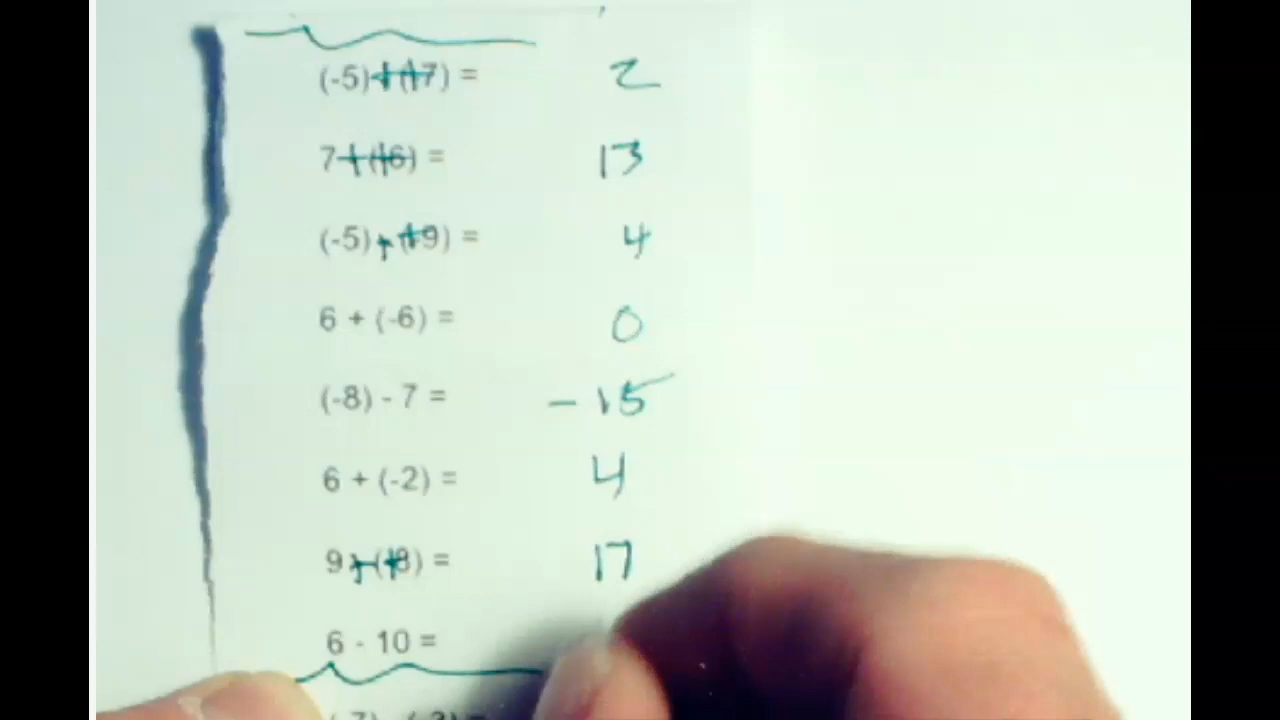 (-5)+(+7) = 2
7+(+6) = 13
(-5)+(+9) = 4
6 + (-6) = 0
(-8) - 7 = -15
6 + (-2) = 4
9+(+8) = 17
6 - 10 =